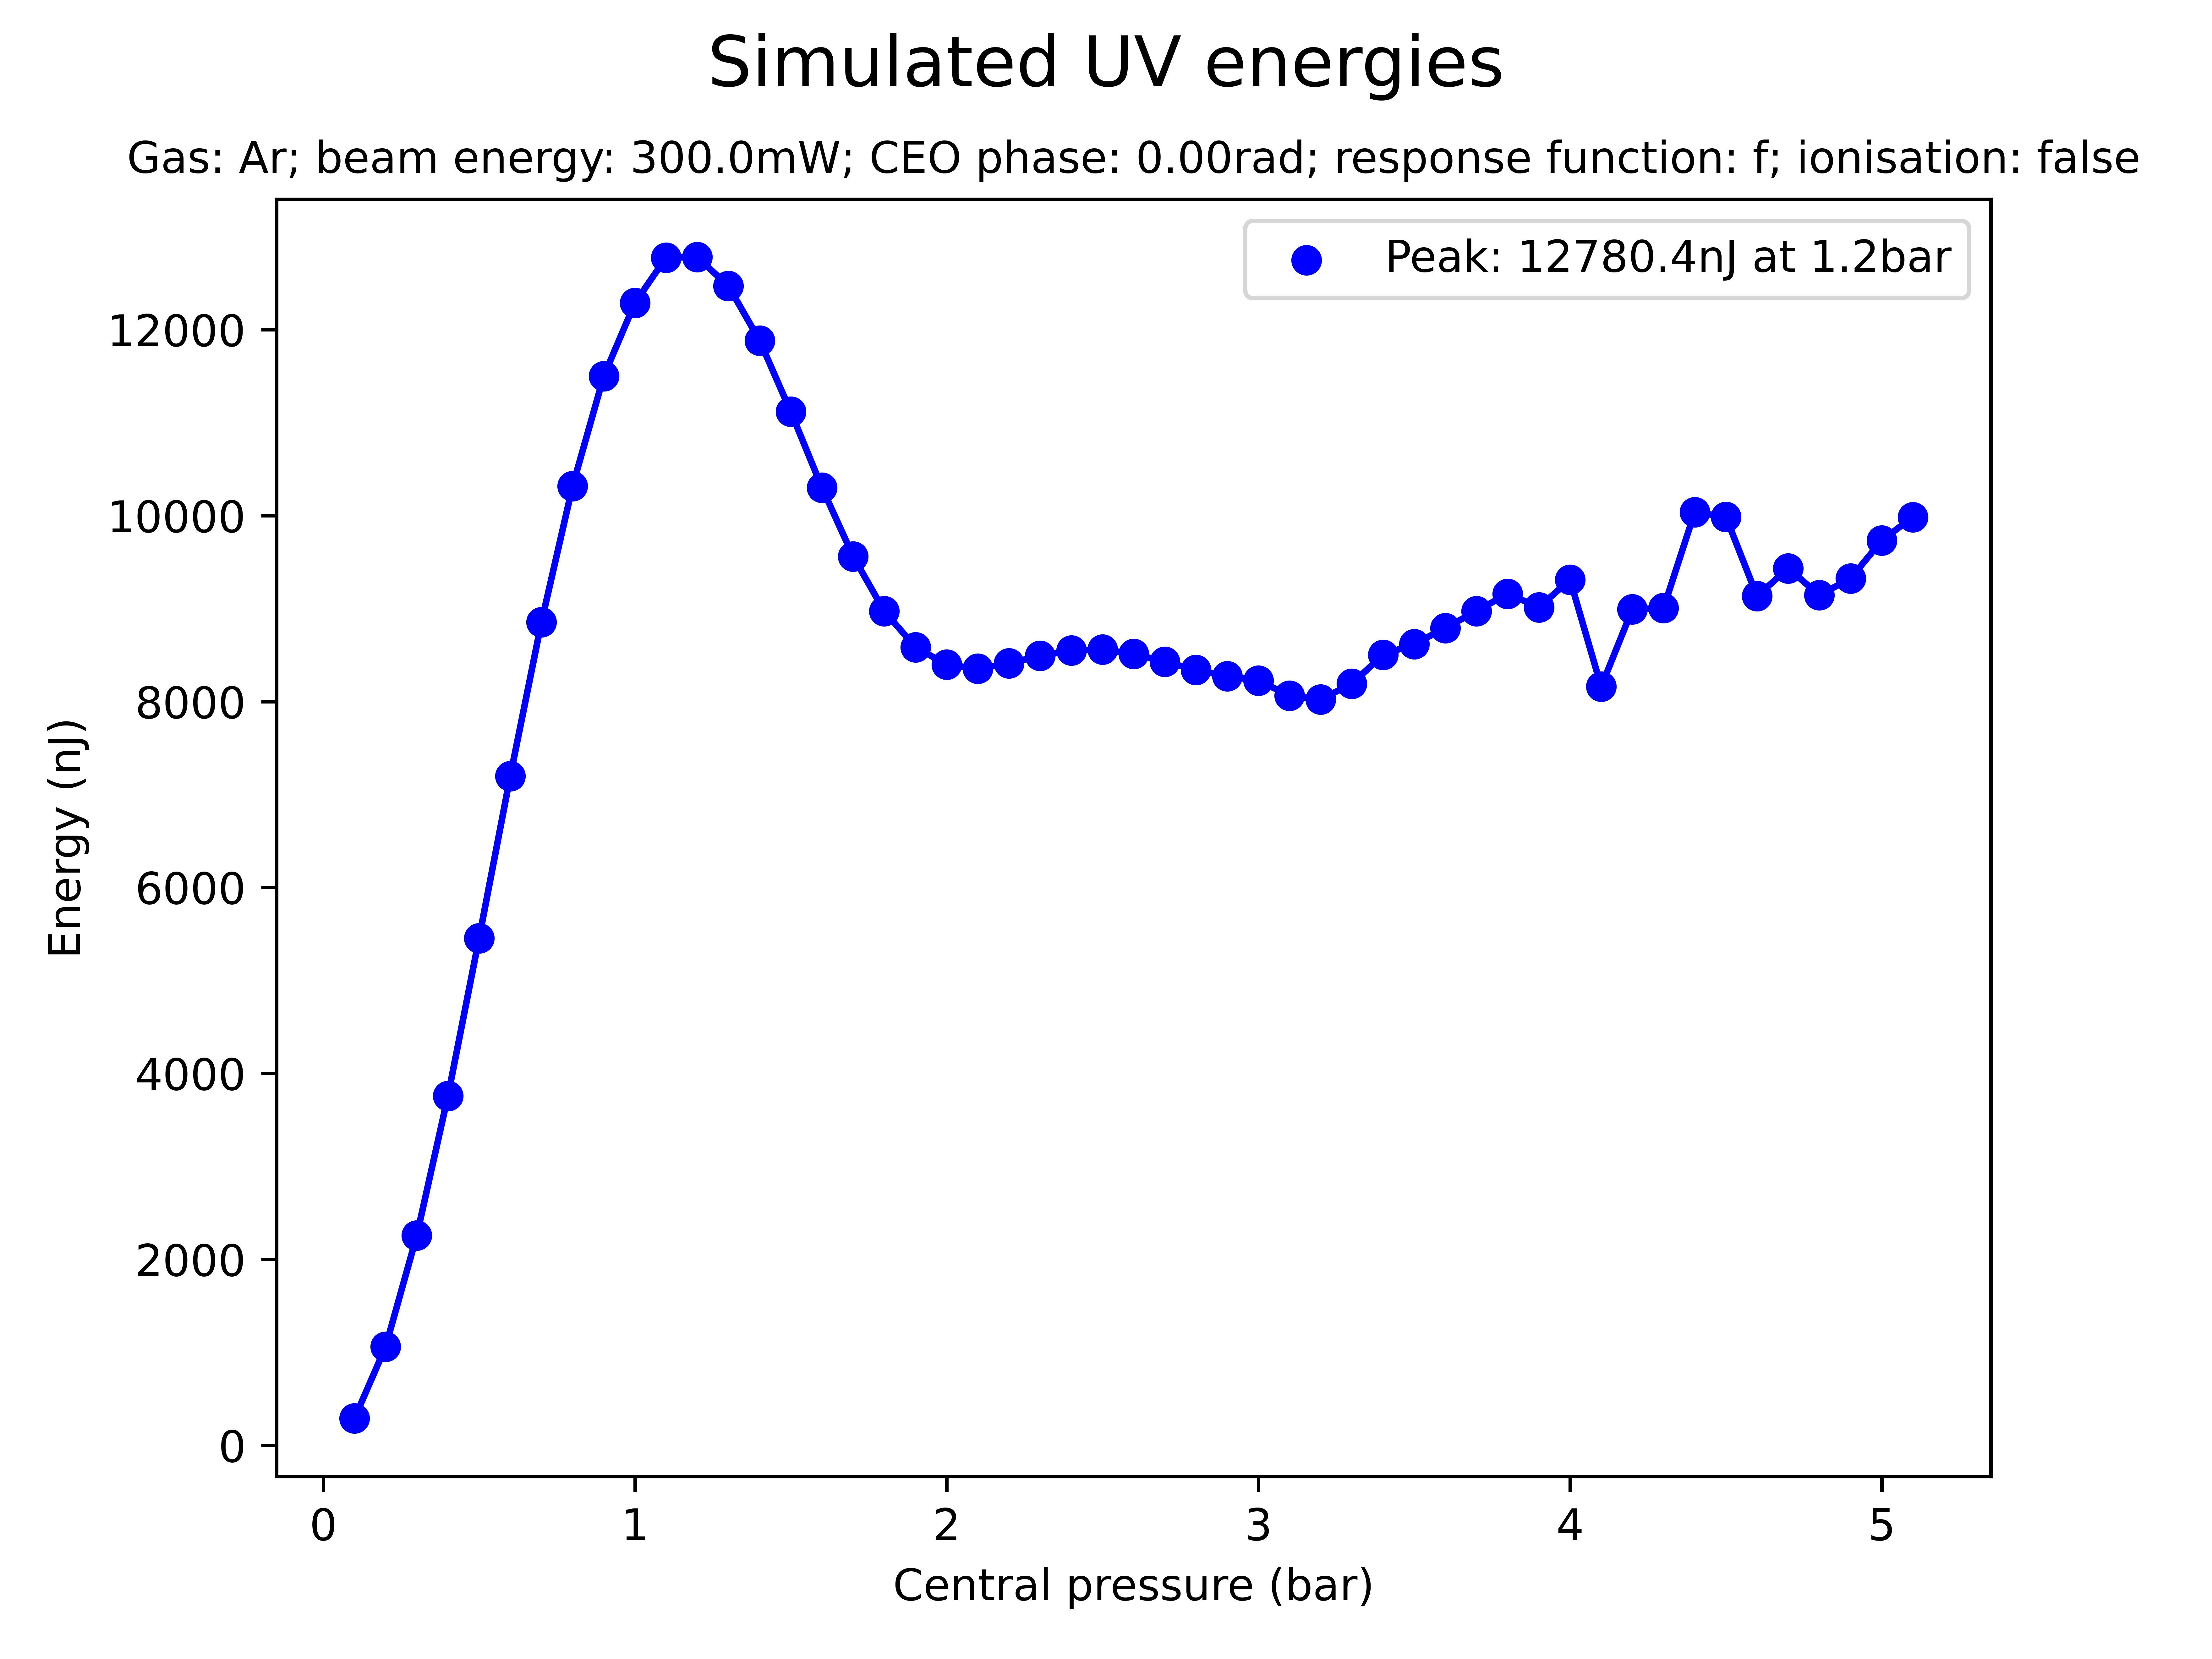 Simulated UV energies
Gas: Ar; beam energy: 300.0mW; CEO phase: 0.00rad; response function: f; ionisation: false
Peak: 12780.4nJ at 1.2bar
12000
10000
8000
6000
4000
2000
0
Energy (nJ)
0 1 2 3 4 5
Central pressure (bar)